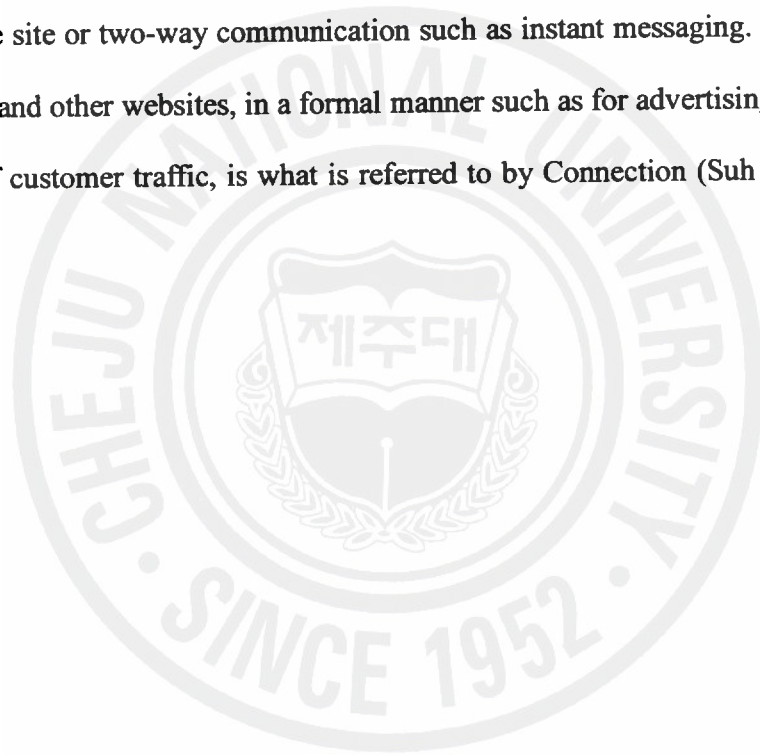 site or two-way communication such as instant messaging.
and other websites, in a formal manner such as for advertising
customer traffic, is what is referred to by Connection (Suh
CHEJU NATIONAL UNIVERSITY
제주대
· SINCE 1952 ·